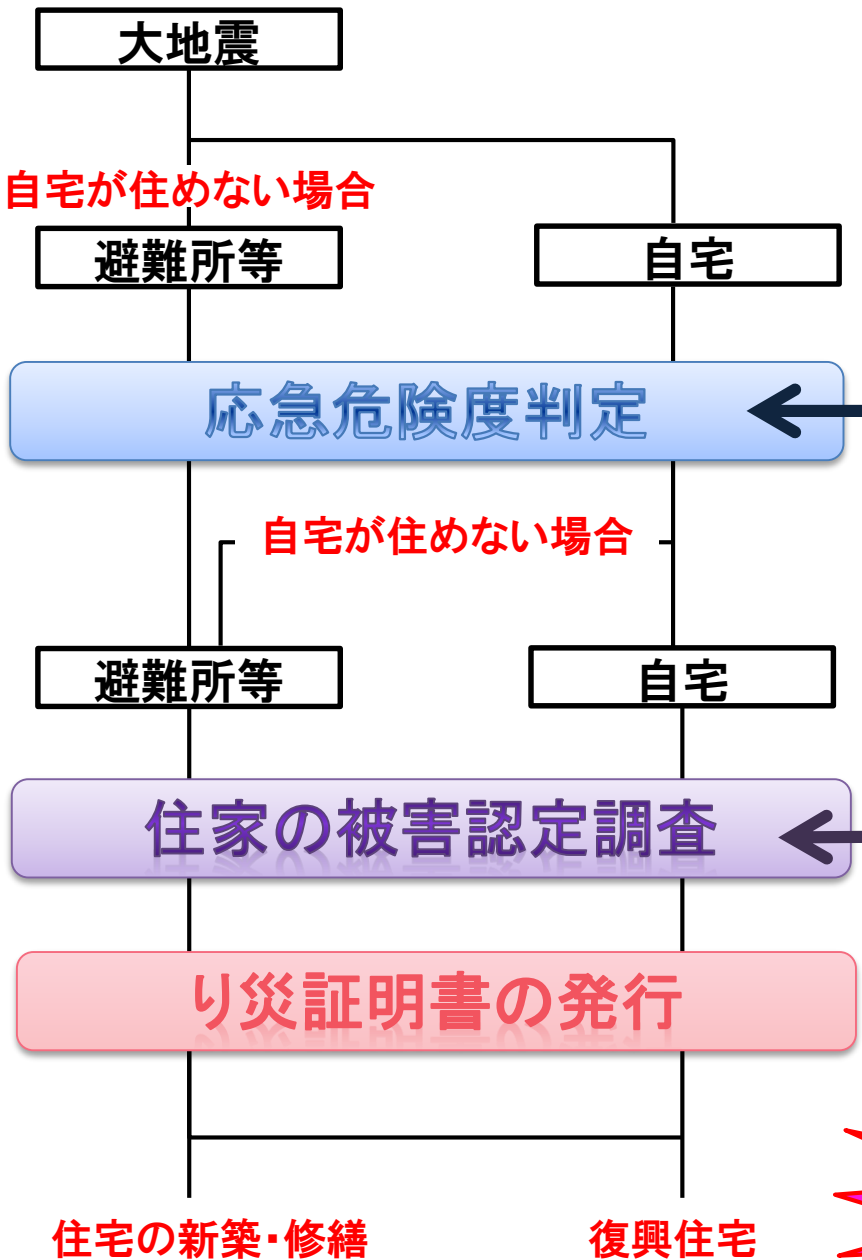 大地震
自宅が住めない場合
避難所等
自宅
応急危険度判定
自宅が住めない場合
避難所等
自宅
住家の被害認定調査
り災証明書の発行
住宅の新築・修繕
復興住宅